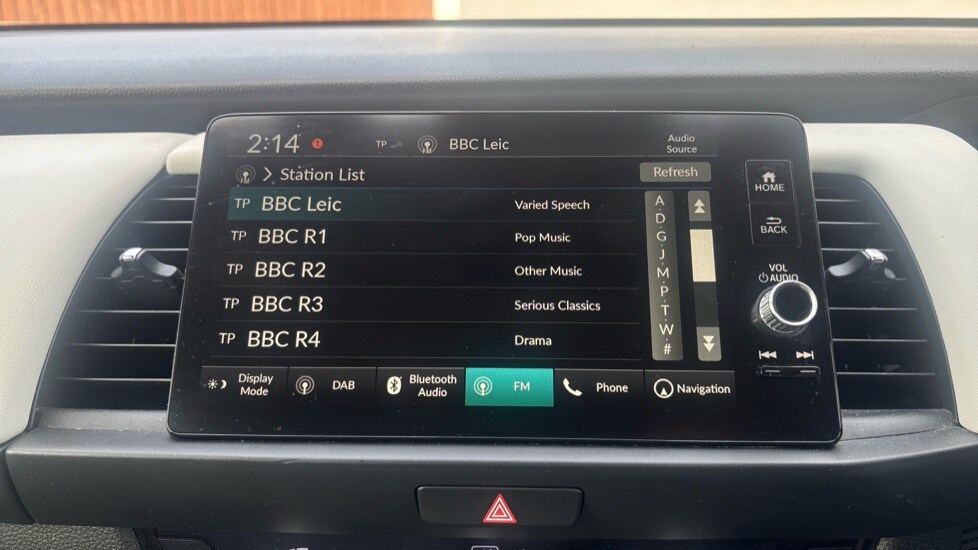 2:14 TP FM BBC Leic Audio Source
FM > Station List Refresh
TP BBC Leic Varied Speech
TP BBC R1 Pop Music
TP BBC R2 Other Music
TP BBC R3 Serious Classics
TP BBC R4 Drama
A
D
G
J
M
P
T
W
#
Display Mode
DAB
Bluetooth Audio
FM
Phone
Navigation
HOME
BACK
VOL
AUDIO